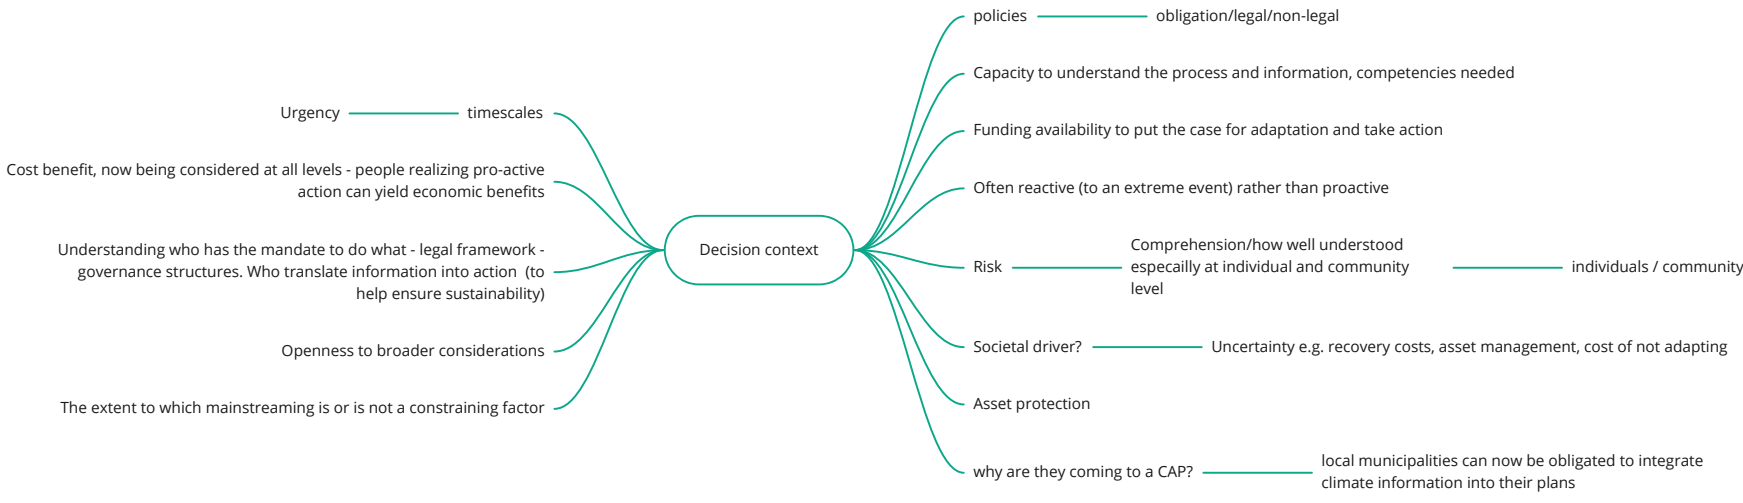 Decision context
policies
obligation/legal/non-legal
Capacity to understand the process and information, competencies needed
Funding availability to put the case for adaptation and take action
Often reactive (to an extreme event) rather than proactive
Risk
Comprehension/how well understood
especailly at individual and community
level
individuals / community
Societal driver?
Uncertainty e.g. recovery costs, asset management, cost of not adapting
Asset protection
why are they coming to a CAP?
local municipalities can now be obligated to integrate
climate information into their plans
timescales
Urgency
Cost benefit, now being considered at all levels - people realizing pro-active
action can yield economic benefits
Understanding who has the mandate to do what - legal framework -
governance structures. Who translate information into action  (to
help ensure sustainability)
Openness to broader considerations
The extent to which mainstreaming is or is not a constraining factor